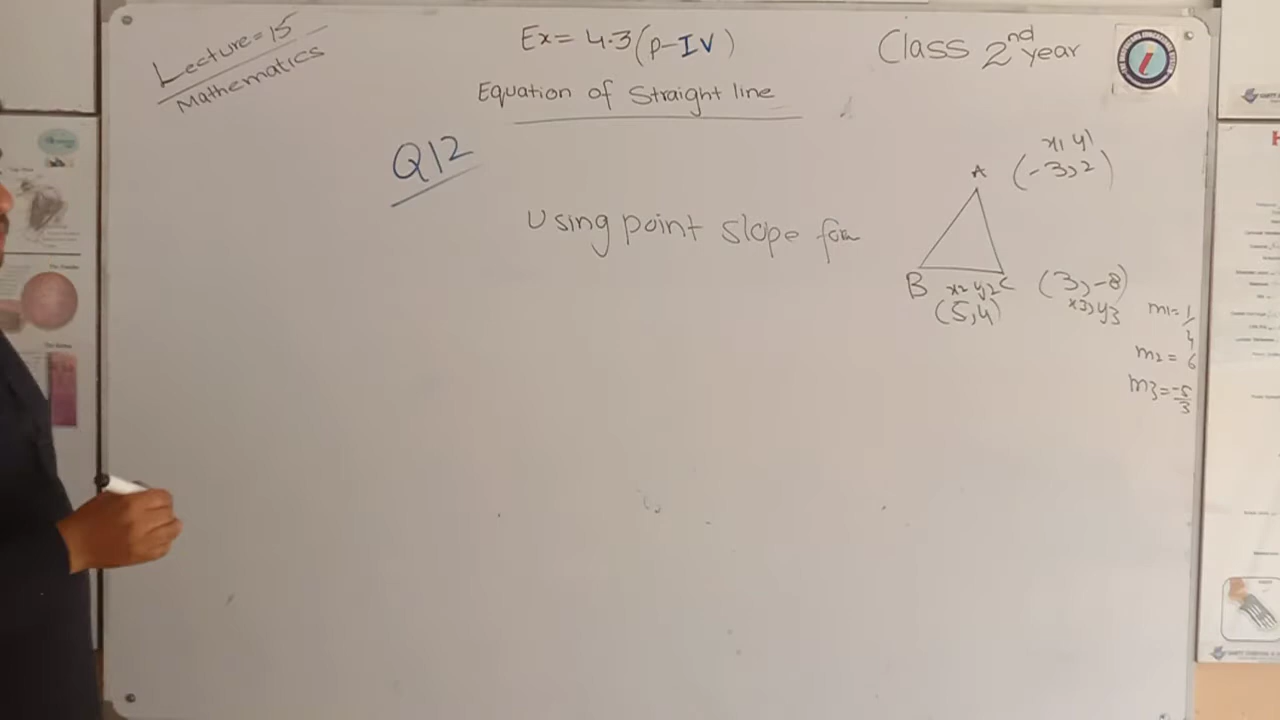 Lecture=15
Mathematics
Ex= 4.3(P-IV)
Class 2nd year
Equation of Straight line
Q12
Using point slope form
x1 y1
A (-3,2)
B x2 y2 C (3,-8)
(5,4) x3,y3
m1=1/4
m2=6
m3=-5/3